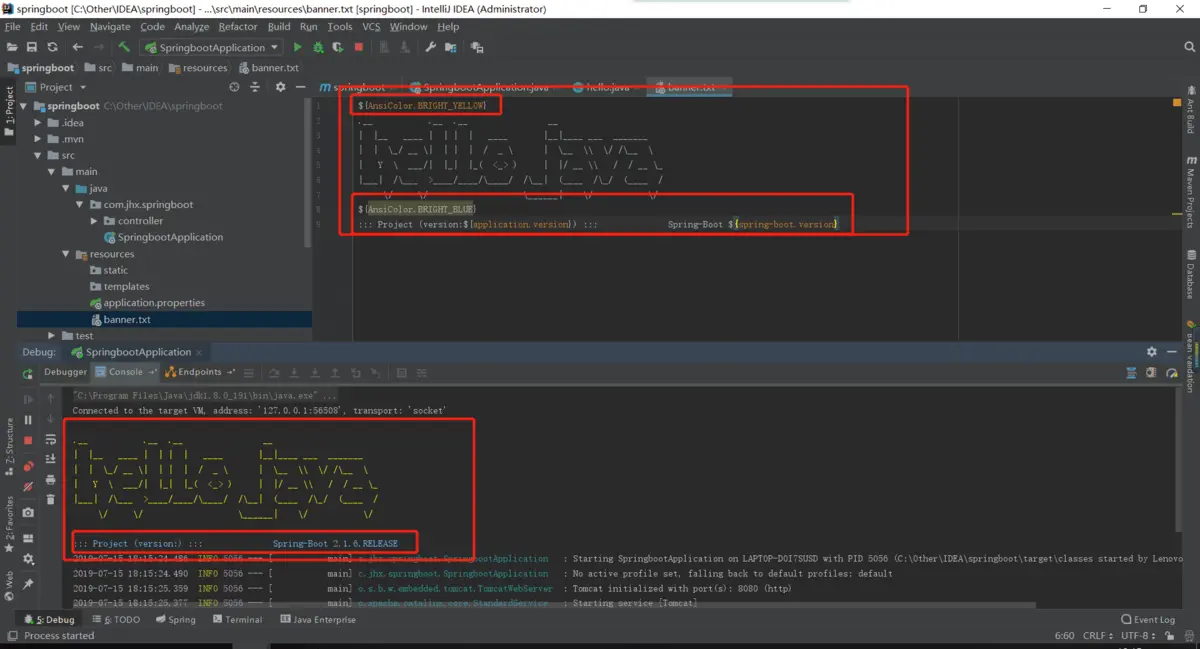 springboot [C:\Other\IDEA\springboot] - ...\src\main\resources\banner.txt [springboot] - IntelliJ IDEA (Administrator)
File Edit View Navigate Code Analyze Refactor Build Run Tools VCS Window Help
SpringbootApplication
springboot src main resources banner.txt
Project
springboot SpringbootApplication.java hello.java banner.txt
1: Project
springboot C:\Other\IDEA\springboot
.idea
.mvn
src
main
java
com.jhx.springboot
controller
SpringbootApplication
resources
static
templates
application.properties
banner.txt
test
${AnsiColor.BRIGHT_YELLOW}
hello java
${AnsiColor.BRIGHT_BLUE}
::: Project (version:${application.version}) ::: Spring-Boot ${spring-boot.version}
Ant Build
Maven Projects
Database
Bean Validation
Debug: SpringbootApplication
Debugger Console Endpoints
"C:\Program Files\Java\jdk1.8.0_191\bin\java.exe" ...
Connected to the target VM, address: '127.0.0.1:56508', transport: 'socket'
hello java
::: Project (version:) ::: Spring-Boot 2.1.6.RELEASE
2019-07-15 18:15:24.486 INFO 5056 --- [ main] c.jhx.springboot.SpringbootApplication : Starting SpringbootApplication on LAPTOP-DOI7SUSD with PID 5056 (C:\Other\IDEA\springboot\target\classes started by Lenovo
2019-07-15 18:15:24.490 INFO 5056 --- [ main] c.jhx.springboot.SpringbootApplication : No active profile set, falling back to default profiles: default
2019-07-15 18:15:25.359 INFO 5056 --- [ main] o.s.b.w.embedded.tomcat.TomcatWebServer : Tomcat initialized with port(s): 8080 (http)
2019-07-15 18:15:25.377 INFO 5056 --- [ main] o.apache.catalina.core.StandardService : Starting service [Tomcat]
Z: Structure
2: Favorites
Web
5: Debug 6: TODO Spring Terminal Java Enterprise Event Log
Process started 6:60 CRLF UTF-8